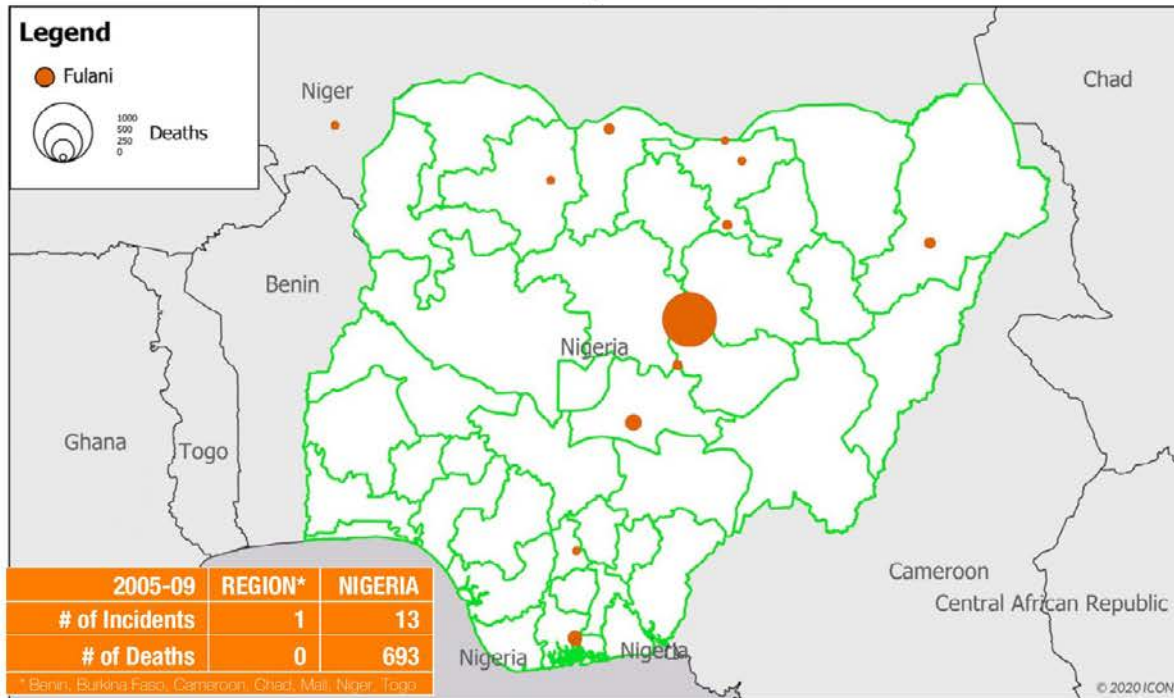 Legend
Fulani
1000
500
250
0
Deaths
Niger
Chad
Benin
Nigeria
Ghana
Togo
Cameroon
Central African Republic
Nigeria
Nigeria
2005-09 REGION* NIGERIA
# of Incidents 1 13
# of Deaths 0 693
* Benin, Burkina Faso, Cameroon, Chad, Mali, Niger, Togo
© 2020 ICON